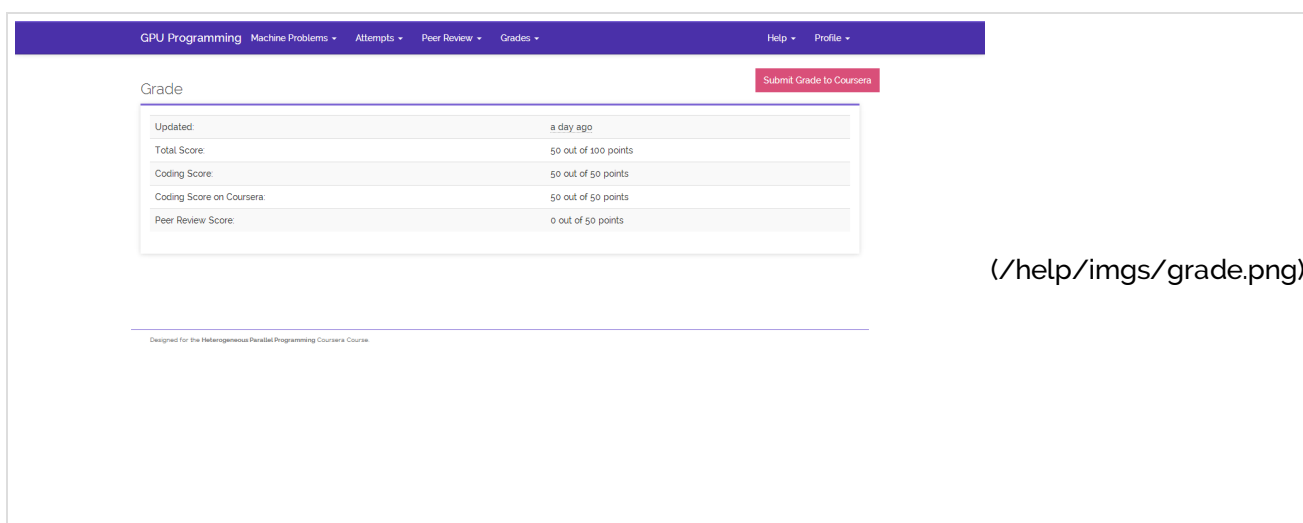 GPU Programming Machine Problems Attempts Peer Review Grades Help Profile
Submit Grade to Coursera
Grade
Updated: a day ago
Total Score: 50 out of 100 points
Coding Score: 50 out of 50 points
Coding Score on Coursera: 50 out of 50 points
Peer Review Score: 0 out of 50 points
(/help/imgs/grade.png)
Designed for the Heterogeneous Parallel Programming Coursera Course.